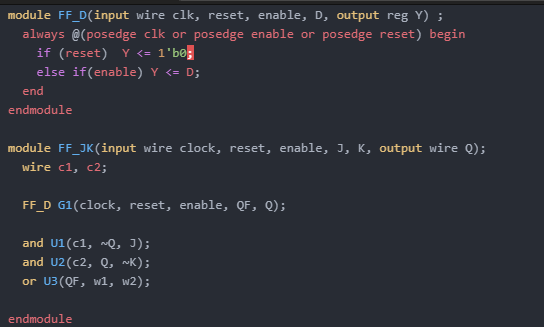 module FF_D(input wire clk, reset, enable, D, output reg Y) ;
always @(posedge clk or posedge enable or posedge reset) begin
if (reset)  Y <= 1'b0;
else if(enable) Y <= D;
end
endmodule
module FF_JK(input wire clock, reset, enable, J, K, output wire Q);
wire c1, c2;
FF_D G1(clock, reset, enable, QF, Q);
and U1(c1, ~Q, J);
and U2(c2, Q, ~K);
or U3(QF, w1, w2);
endmodule